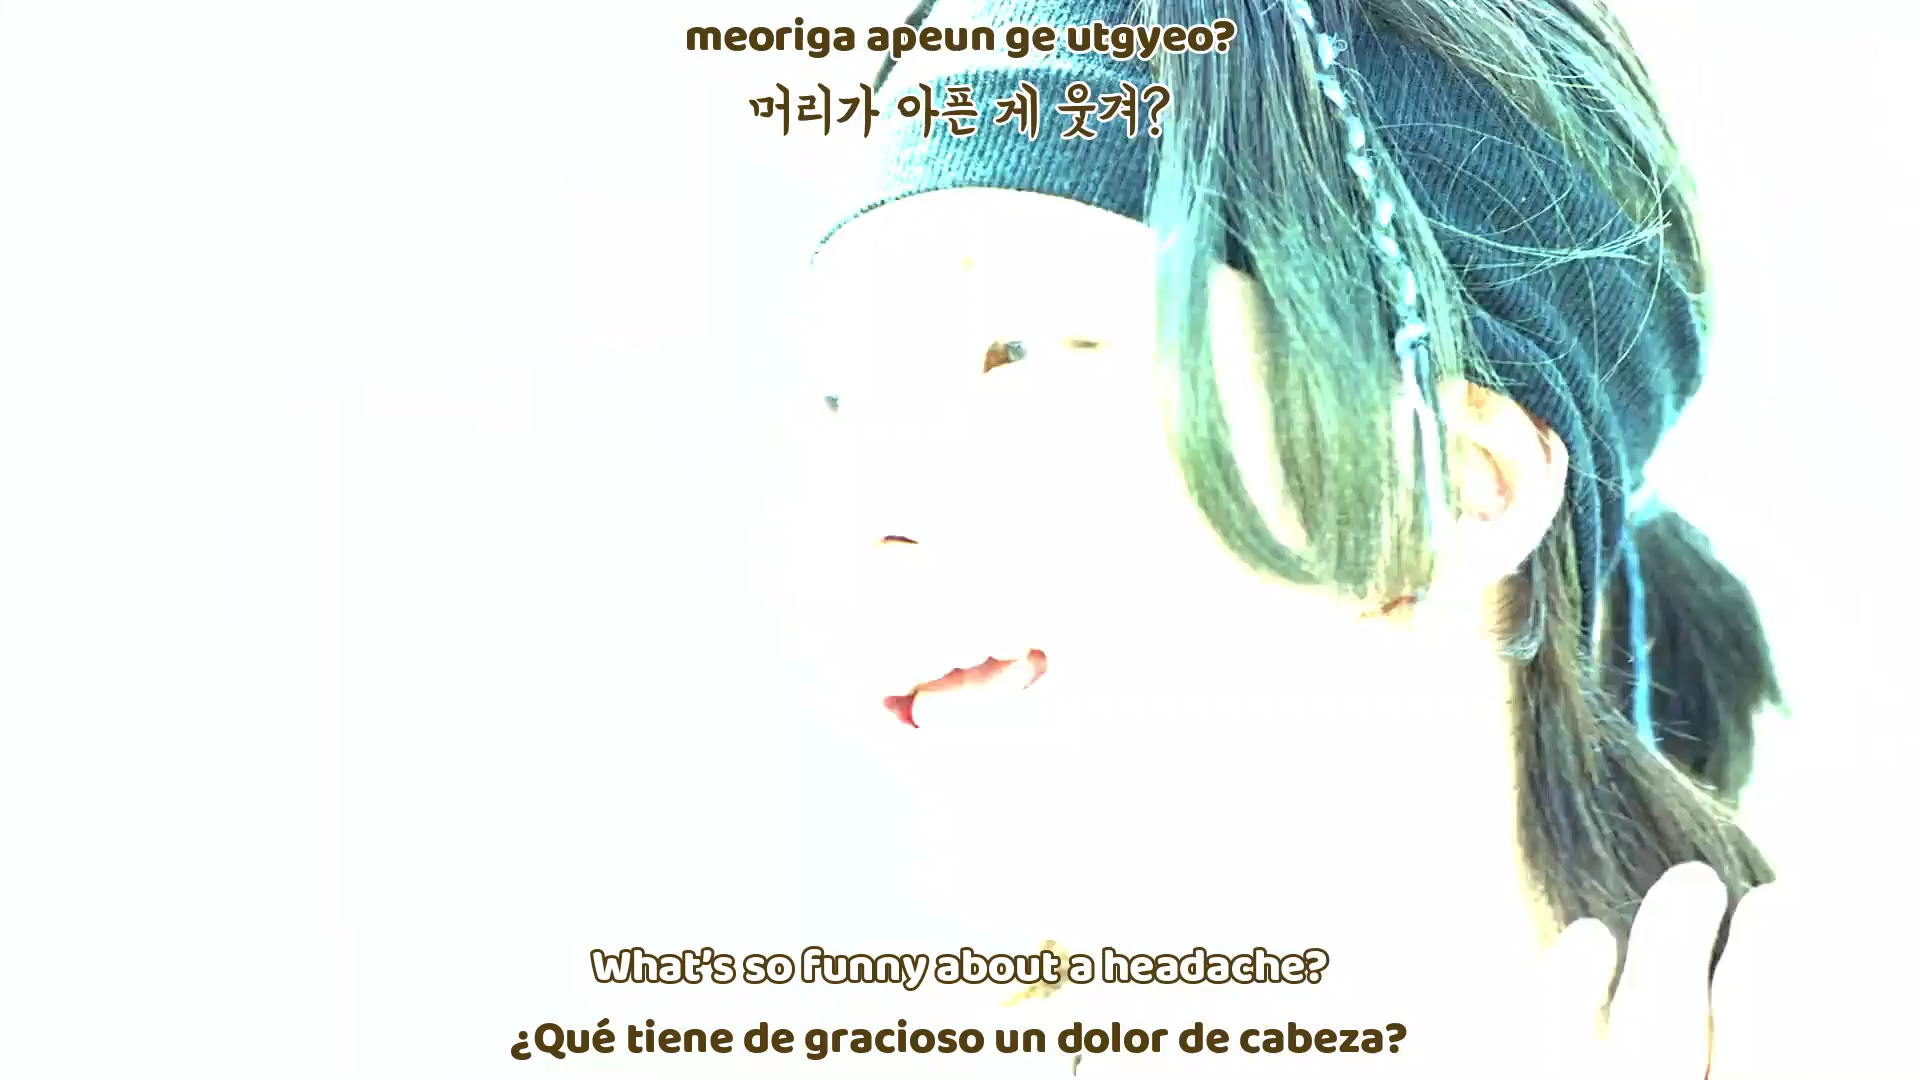 meoriga apeun ge utgyeo?
머리가 아픈 게 웃겨?
What's so funny about a headache?
¿Qué tiene de gracioso un dolor de cabeza?